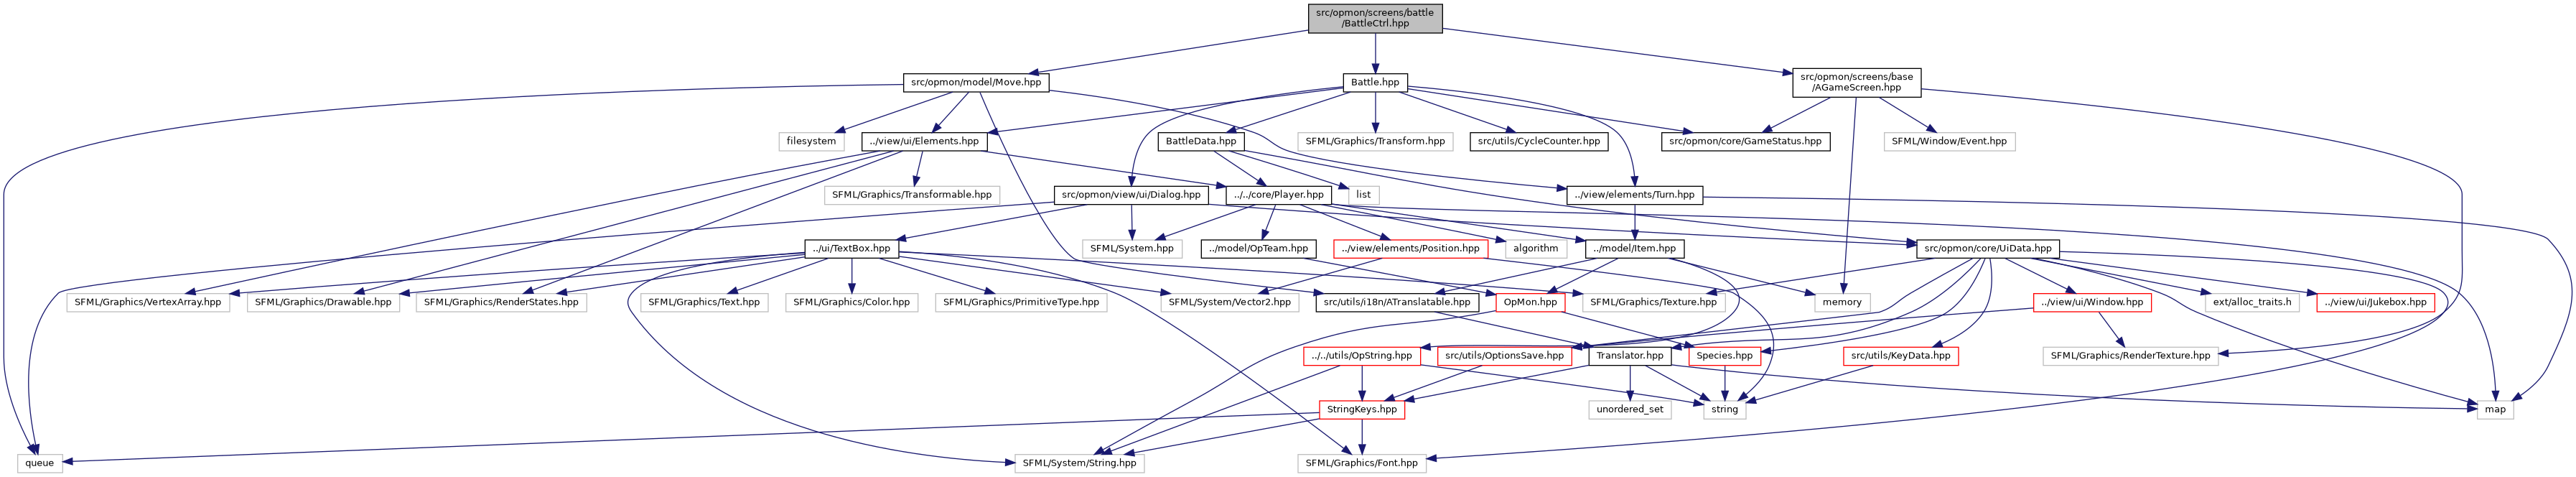 src/opmon/screens/battle
/BattleCtrl.hpp
src/opmon/model/Move.hpp
Battle.hpp
src/opmon/screens/base
/AGameScreen.hpp
filesystem
../view/ui/Elements.hpp
BattleData.hpp
SFML/Graphics/Transform.hpp
src/utils/CycleCounter.hpp
src/opmon/core/GameStatus.hpp
SFML/Window/Event.hpp
SFML/Graphics/Transformable.hpp
src/opmon/view/ui/Dialog.hpp
../../core/Player.hpp
list
../view/elements/Turn.hpp
../ui/TextBox.hpp
SFML/System.hpp
../model/OpTeam.hpp
../view/elements/Position.hpp
algorithm
../model/Item.hpp
src/opmon/core/UiData.hpp
SFML/Graphics/VertexArray.hpp
SFML/Graphics/Drawable.hpp
SFML/Graphics/RenderStates.hpp
SFML/Graphics/Text.hpp
SFML/Graphics/Color.hpp
SFML/Graphics/PrimitiveType.hpp
SFML/System/Vector2.hpp
src/utils/i18n/ATranslatable.hpp
OpMon.hpp
SFML/Graphics/Texture.hpp
memory
../view/ui/Window.hpp
ext/alloc_traits.h
../view/ui/Jukebox.hpp
../../utils/OpString.hpp
src/utils/OptionsSave.hpp
Translator.hpp
Species.hpp
src/utils/KeyData.hpp
SFML/Graphics/RenderTexture.hpp
StringKeys.hpp
unordered_set
string
map
queue
SFML/System/String.hpp
SFML/Graphics/Font.hpp